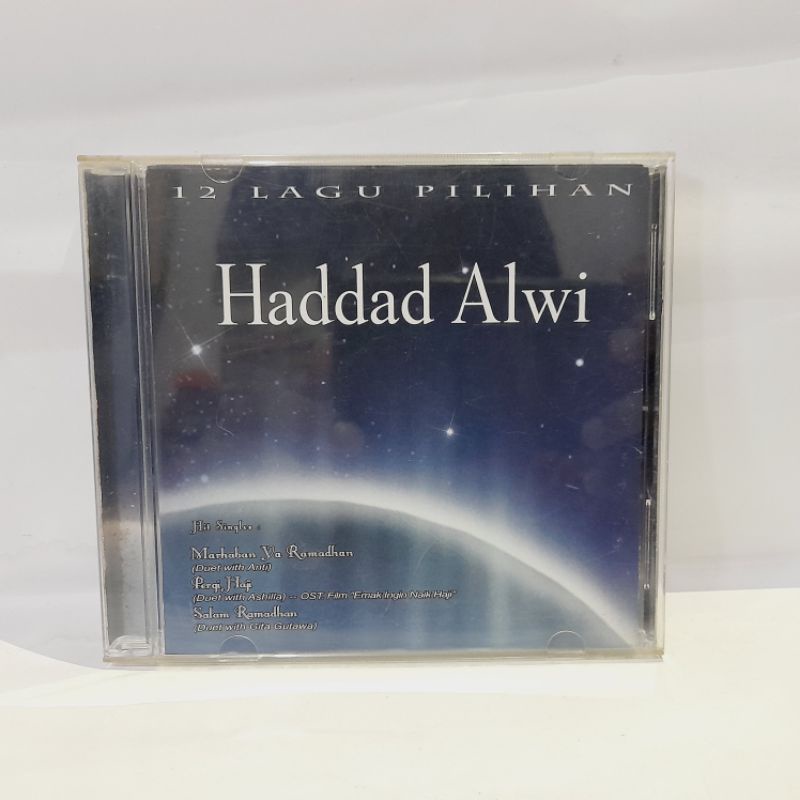 12 LAGU PILIHAN
Haddad Alwi
Hit Singles :
Marhaban Ya Ramadhan
(Duet with Anti)
Pergi Haji
(Duet with Ashilla) -- OST. Film "Emak Ingin Naik Haji"
Salam Ramadhan
(Duet with Gita Gutawa)